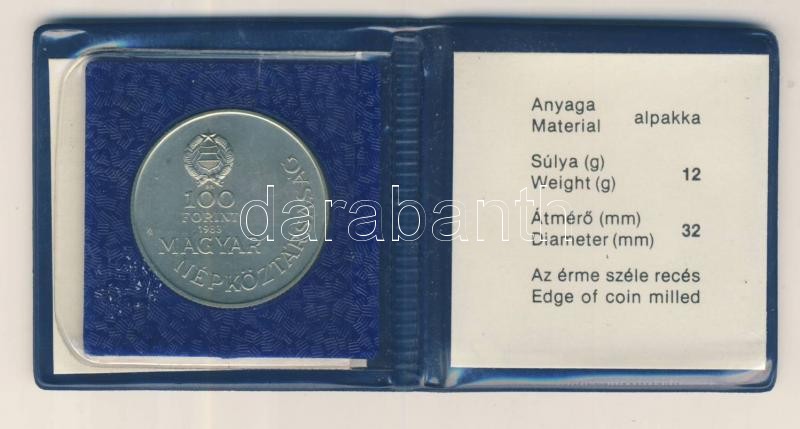 100
FORINT
1983
MAGYAR
NÉPKÖZTÁRSASÁG
darabanth
Anyaga
Material alpakka
Súlya (g)
Weight (g) 12
Átmérő (mm)
Diameter (mm) 32
Az érme széle recés
Edge of coin milled